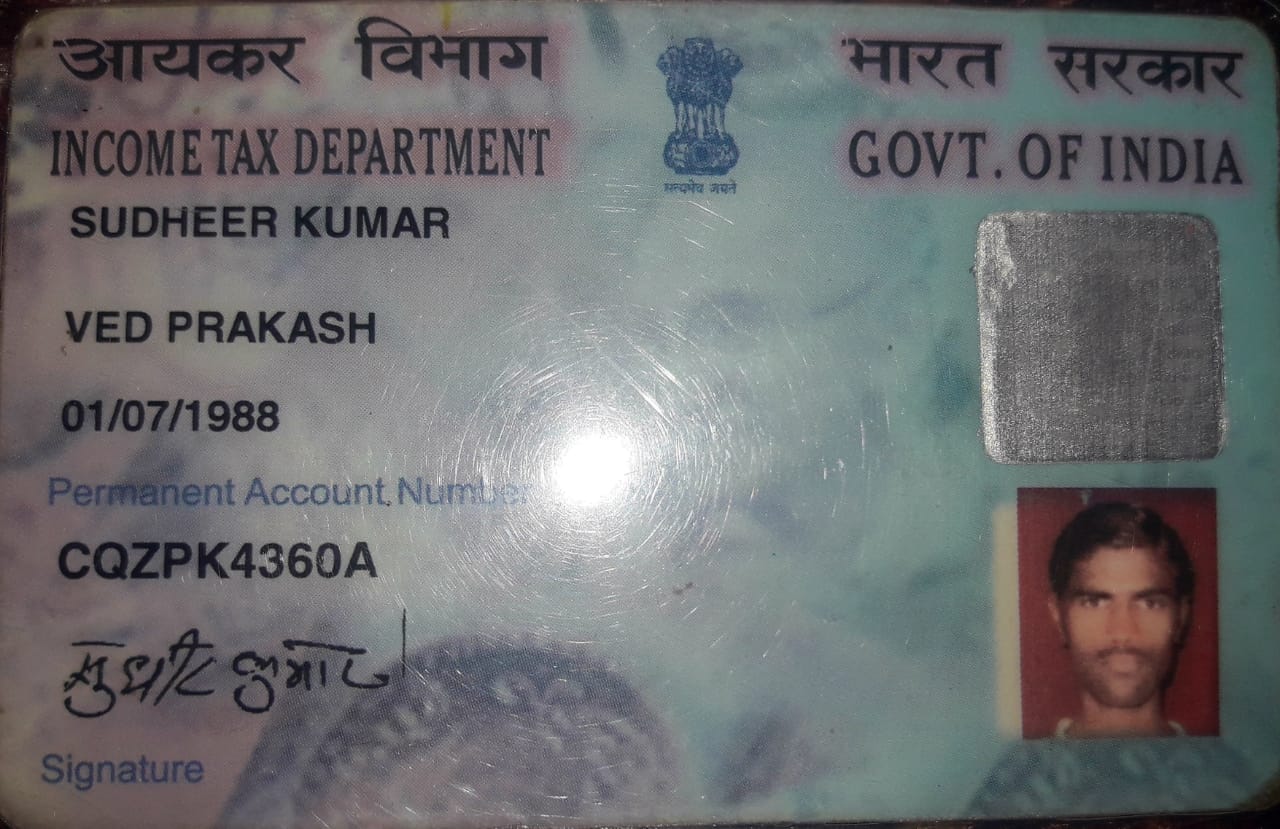 आयकर विभाग
भारत सरकार
INCOME TAX DEPARTMENT
GOVT. OF INDIA
सत्यमेव जयते
SUDHEER KUMAR
VED PRAKASH
01/07/1988
Permanent Account Number
CQZPK4360A
सुधीर कुमार
Signature